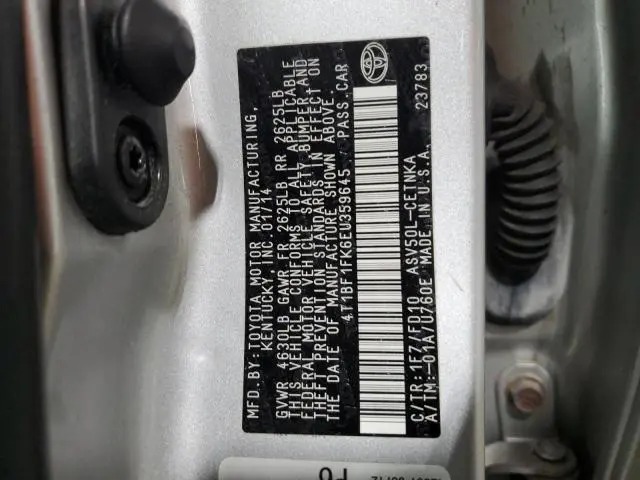 MFD.BY: TOYOTA MOTOR MANUFACTURING,
KENTUCKY, INC. 01/14
GVWR 4630LB GAWR FR 2625LB RR 2625LB
THIS VEHICLE CONFORMS TO ALL APPLICABLE
FEDERAL MOTOR VEHICLE SAFETY, BUMPER, AND
THEFT PREVENTION STANDARDS IN EFFECT ON
THE DATE OF MANUFACTURE SHOWN ABOVE.
4T1BF1FK6EU359645 PASS.CAR
C/TR:1F7/FD10 ASV50L-CETNKA
A/TM:-01A/U760E MADE IN U.S.A. 23783